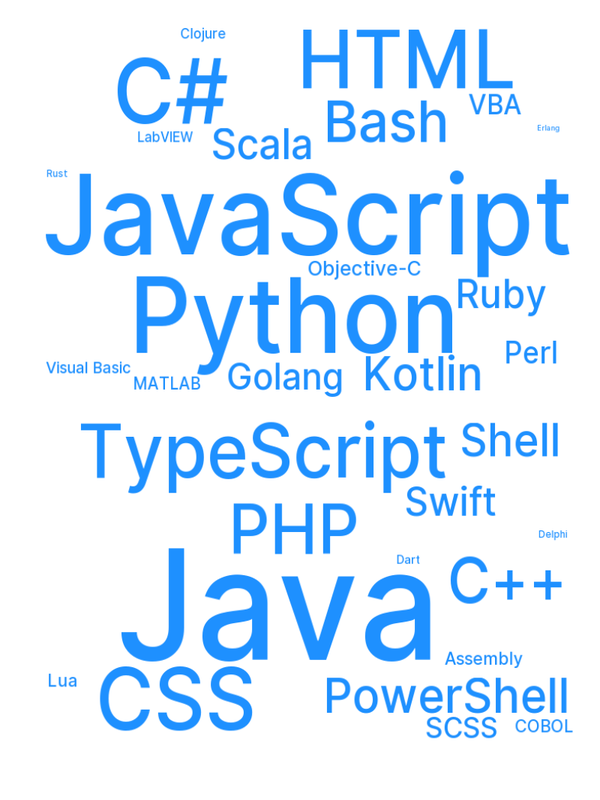 Clojure
HTML
C#
VBA
Bash
Erlang
LabVIEW
Scala
Rust
JavaScript
Objective-C
Python
Ruby
Perl
Visual Basic
MATLAB
Golang
Kotlin
TypeScript
Shell
Swift
PHP
Delphi
Dart
Java
C++
Assembly
Lua
CSS
PowerShell
SCSS
COBOL